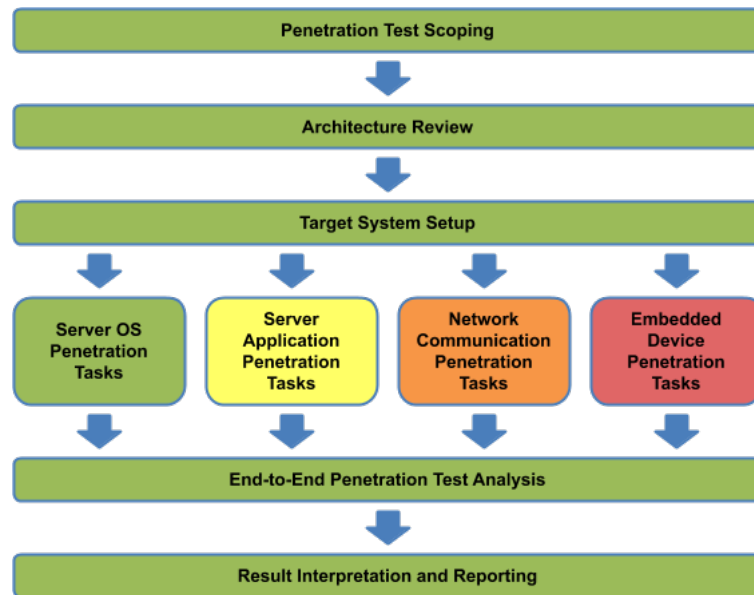 Penetration Test Scoping
Architecture Review
Target System Setup
Server OS
Penetration
Tasks
Server
Application
Penetration
Tasks
Network
Communication
Penetration
Tasks
Embedded
Device
Penetration
Tasks
End-to-End Penetration Test Analysis
Result Interpretation and Reporting